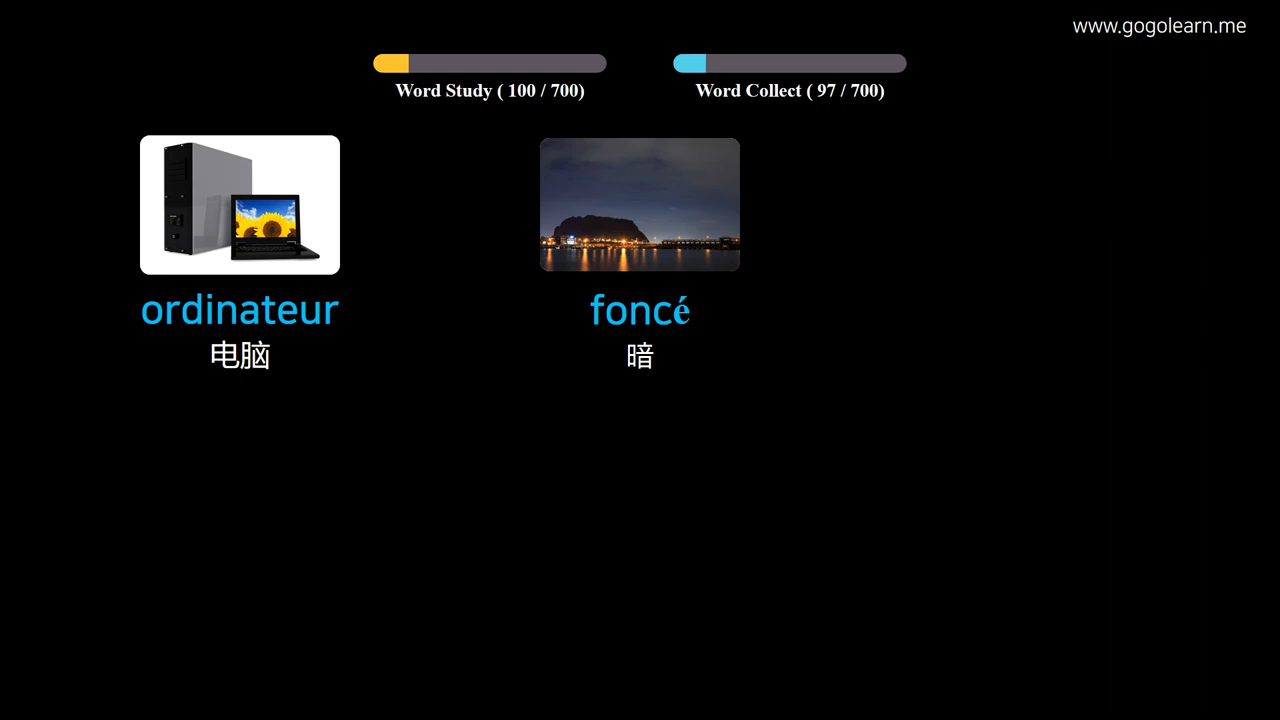 www.gogolearn.me
Word Study ( 100 / 700)
Word Collect ( 97 / 700)
ordinateur
电脑
foncé
暗